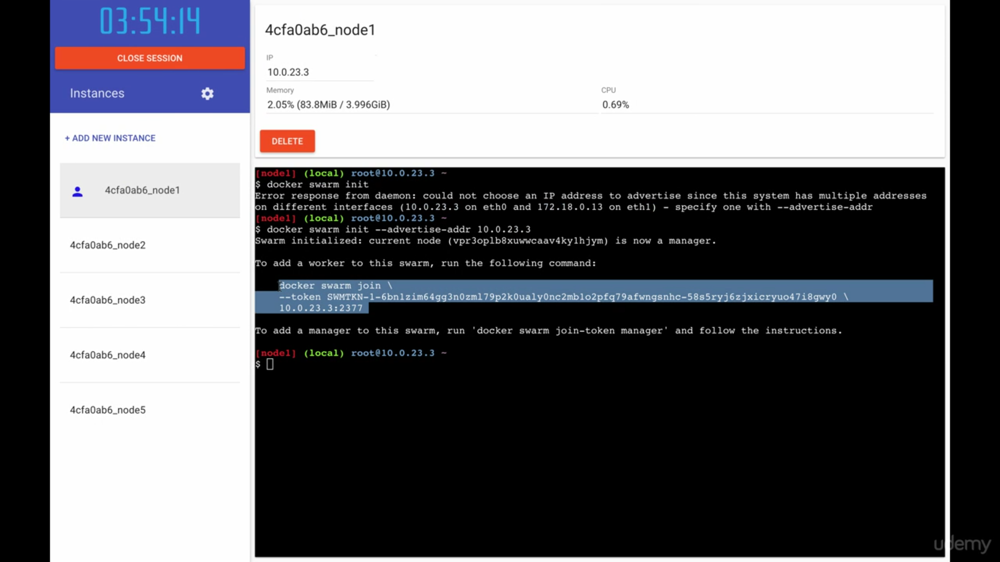 03:54:14
CLOSE SESSION
Instances
+ ADD NEW INSTANCE
4cfa0ab6_node1
4cfa0ab6_node2
4cfa0ab6_node3
4cfa0ab6_node4
4cfa0ab6_node5
4cfa0ab6_node1
IP
10.0.23.3
Memory
2.05% (83.8MiB / 3.996GiB)
CPU
0.69%
DELETE
[node1] (local) root@10.0.23.3 ~
$ docker swarm init
Error response from daemon: could not choose an IP address to advertise since this system has multiple addresses
on different interfaces (10.0.23.3 on eth0 and 172.18.0.13 on eth1) - specify one with --advertise-addr
[node1] (local) root@10.0.23.3 ~
$ docker swarm init --advertise-addr 10.0.23.3
Swarm initialized: current node (vpr3oplb8xuwwcaav4ky1hjym) is now a manager.
To add a worker to this swarm, run the following command:
docker swarm join \
--token SWMTKN-1-6bn1zim64gg3n0zml79p2k0ualy0nc2mb1o2pfq79afwngsnhc-58s5ryj6zjxicryuo47i8gwy0 \
10.0.23.3:2377
To add a manager to this swarm, run 'docker swarm join-token manager' and follow the instructions.
[node1] (local) root@10.0.23.3 ~
$
udemy